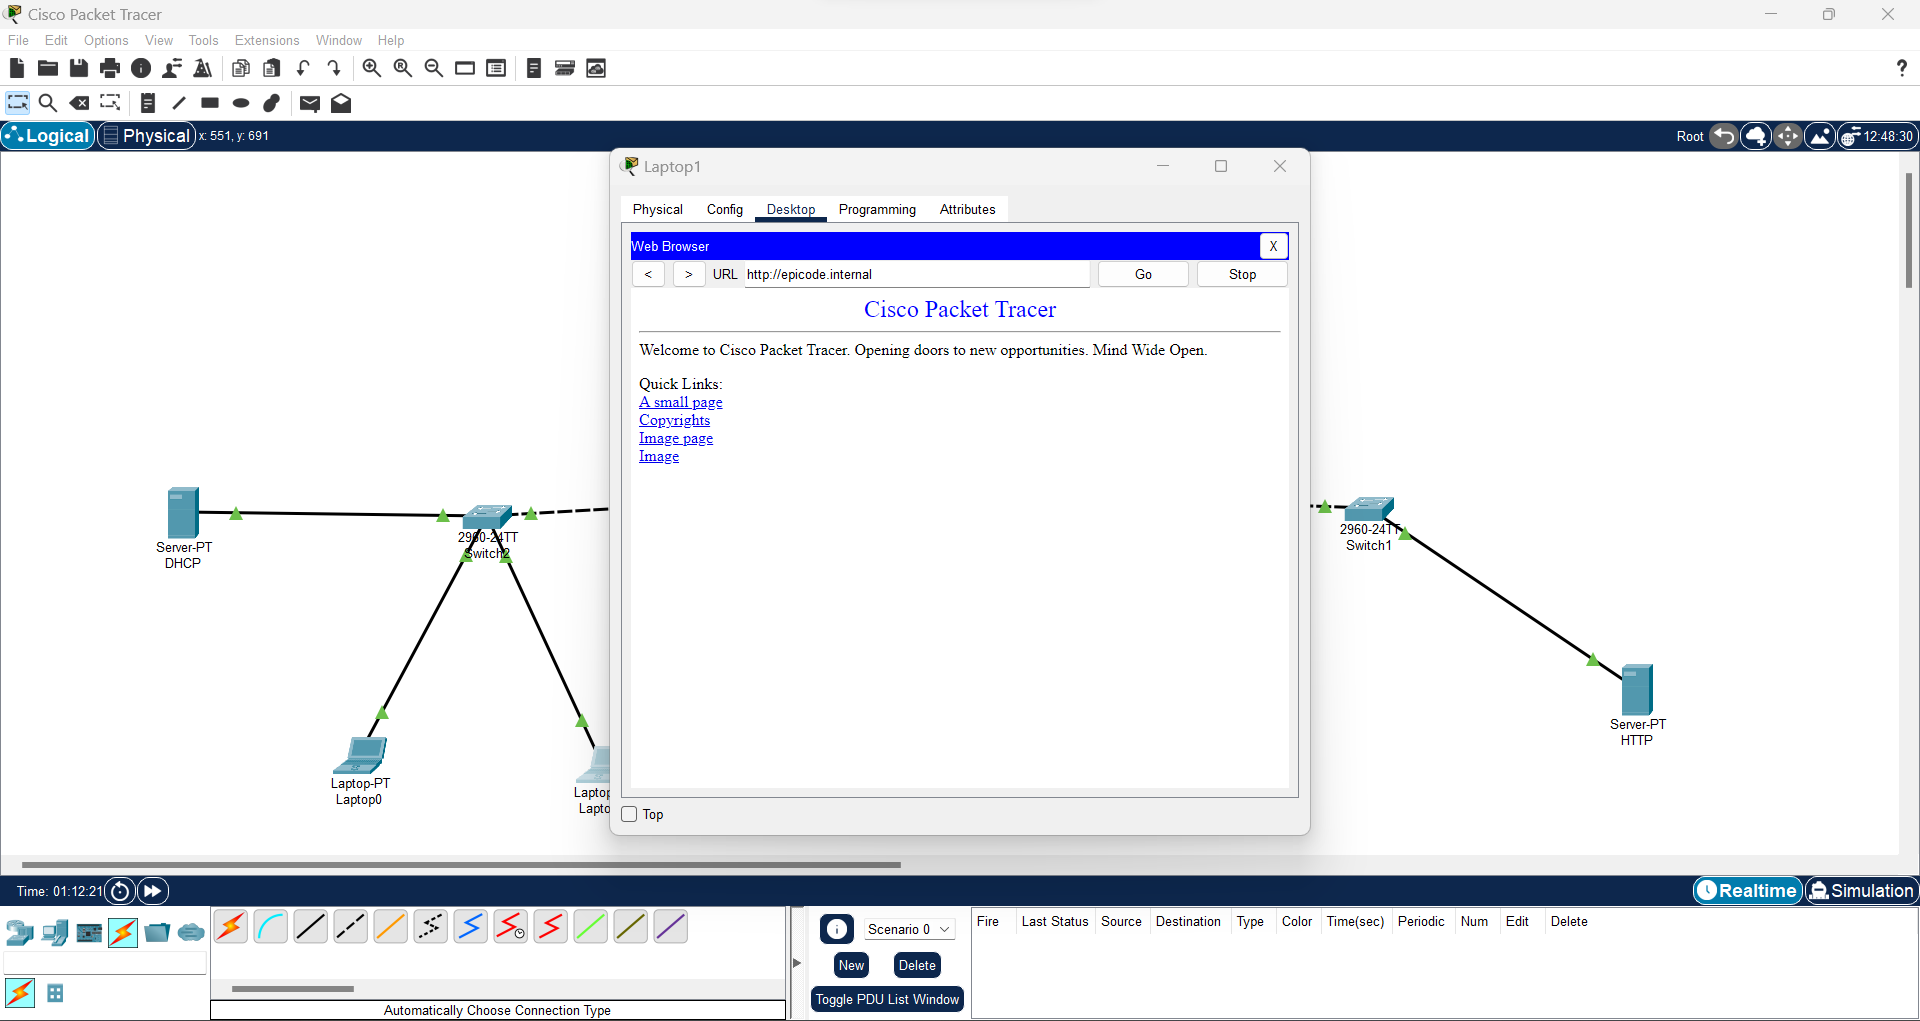 Cisco Packet Tracer
File Edit Options View Tools Extensions Window Help
?
Logical Physical x: 551, y: 691 Root 12:48:30
Laptop1
Physical Config Desktop Programming Attributes
Web Browser X
< > URL http://epicode.internal Go Stop
Cisco Packet Tracer
Welcome to Cisco Packet Tracer. Opening doors to new opportunities. Mind Wide Open.
Quick Links:
A small page
Copyrights
Image page
Image
Server-PT
DHCP
2960-24TT
Switch2
2960-24TT
Switch1
Server-PT
HTTP
Laptop-PT
Laptop0
Laptop
Lapto
Top
Time: 01:12:21 Realtime Simulation
Scenario 0
New Delete
Toggle PDU List Window
Fire Last Status Source Destination Type Color Time(sec) Periodic Num Edit Delete
Automatically Choose Connection Type